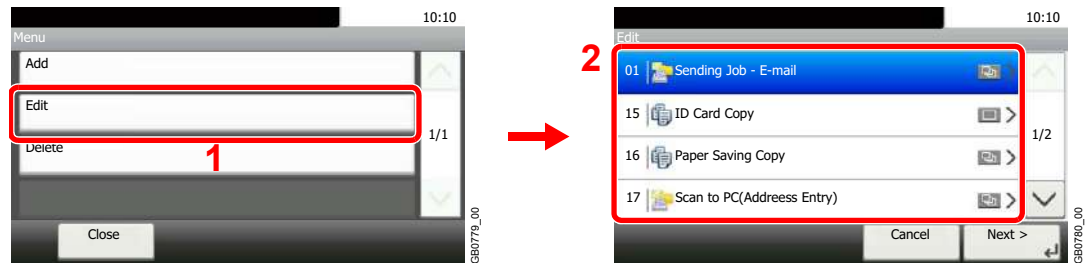 10:10
Menu
Add
Edit
1/1
Delete
1
Close
GB0779_00
10:10
Edit
2
01 Sending Job - E-mail
15 ID Card Copy
1/2
16 Paper Saving Copy
17 Scan to PC(Addreess Entry)
Cancel
Next >
GB0780_00